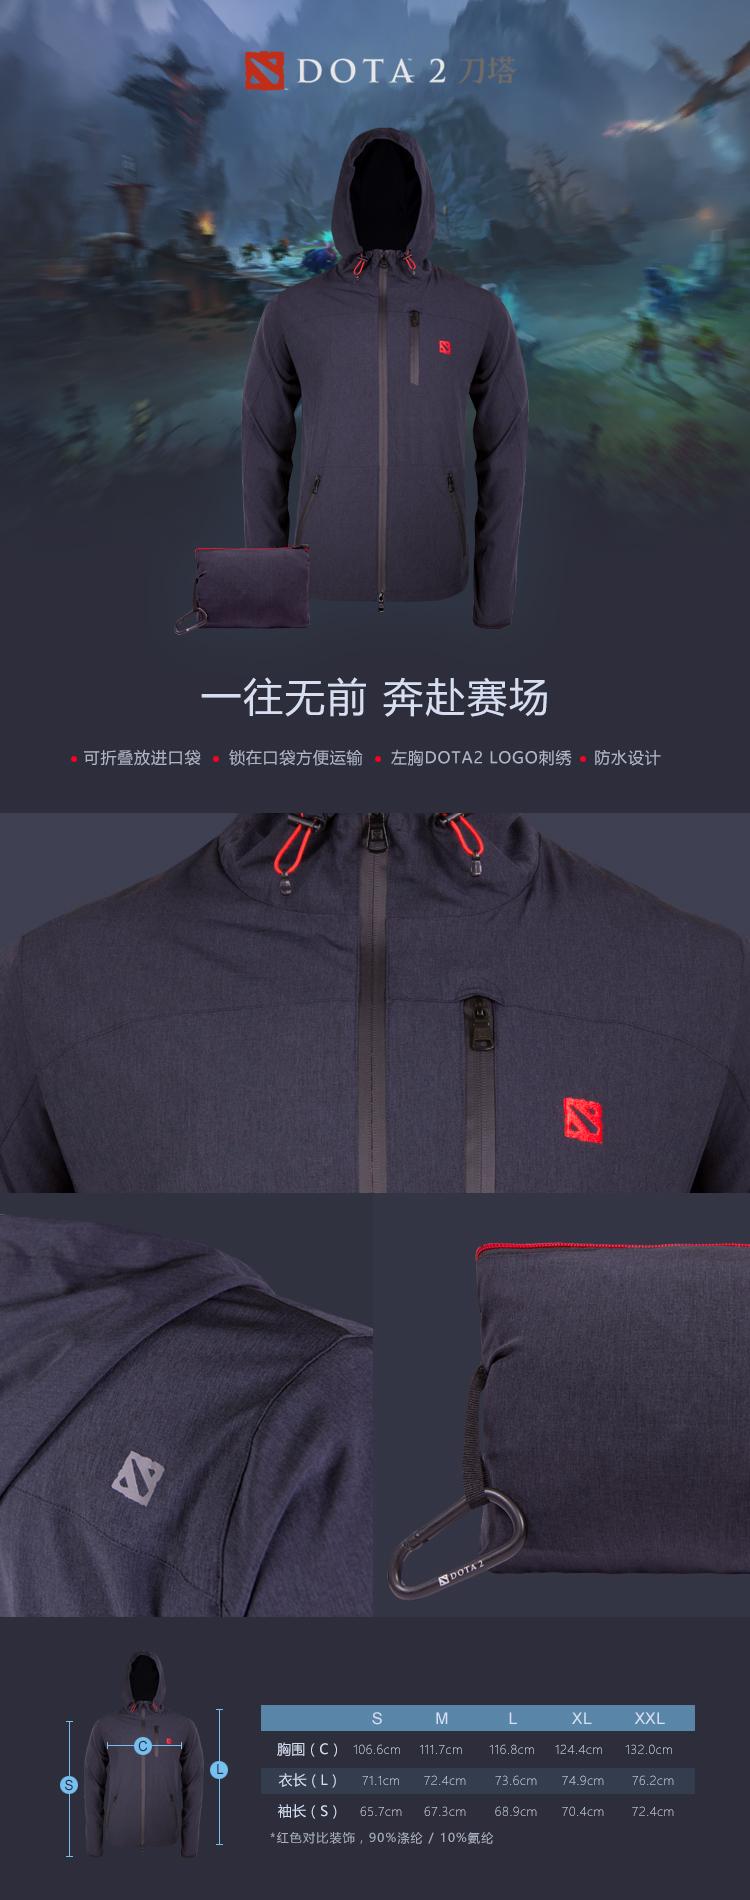 DOTA 2 刀塔
一往无前 奔赴赛场
可折叠放进口袋 锁在口袋方便运输 左胸DOTA2 LOGO刺绣 防水设计
DOTA 2
S M L XL XXL
胸围 ( C ) 106.6cm 111.7cm 116.8cm 124.4cm 132.0cm
衣长 ( L ) 71.1cm 72.4cm 73.6cm 74.9cm 76.2cm
袖长 ( S ) 65.7cm 67.3cm 68.9cm 70.4cm 72.4cm
*红色对比装饰，90%涤纶 / 10%氨纶
C
L
S